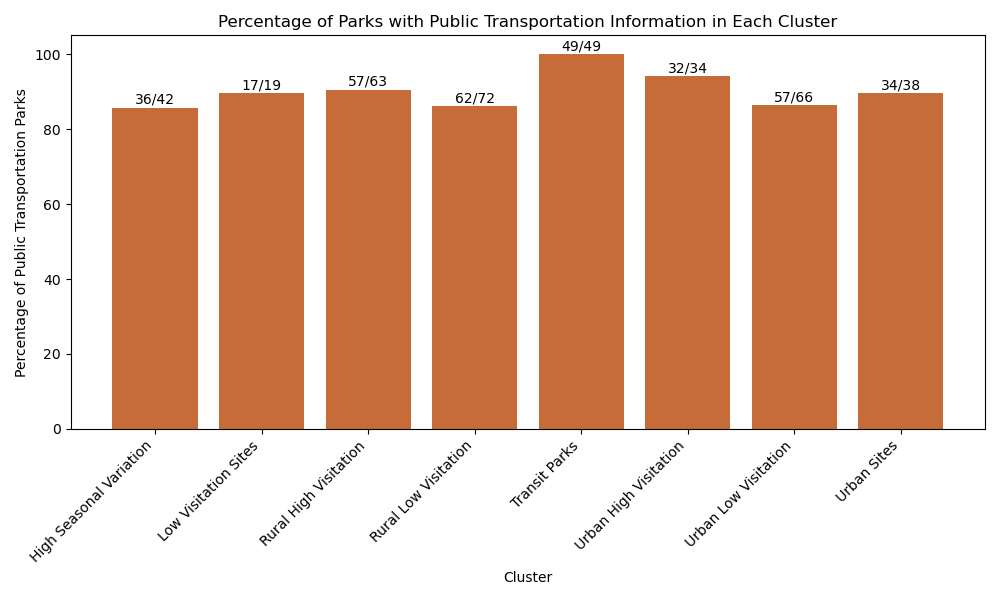 Percentage of Parks with Public Transportation Information in Each Cluster
Percentage of Public Transportation Parks
100
80
60
40
20
0
36/42
17/19
57/63
62/72
49/49
32/34
57/66
34/38
High Seasonal Variation
Low Visitation Sites
Rural High Visitation
Rural Low Visitation
Transit Parks
Urban High Visitation
Urban Low Visitation
Urban Sites
Cluster